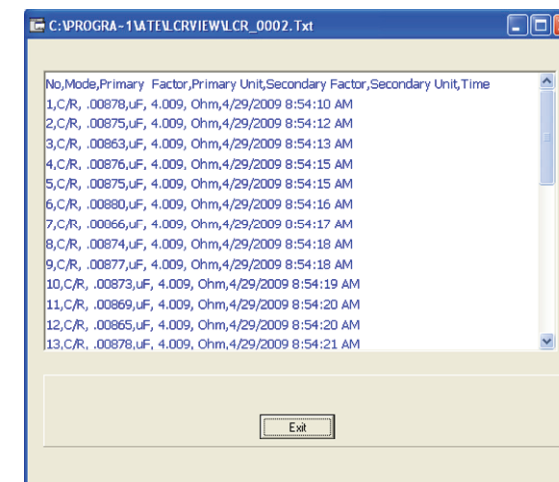 C:\PROGRA~1\ATE\LCRVIEW\LCR_0002.Txt
No,Mode,Primary Factor,Primary Unit,Secondary Factor,Secondary Unit,Time
1,C/R, .00878,uF, 4.009, Ohm,4/29/2009 8:54:10 AM
2,C/R, .00875,uF, 4.009, Ohm,4/29/2009 8:54:12 AM
3,C/R, .00863,uF, 4.009, Ohm,4/29/2009 8:54:13 AM
4,C/R, .00876,uF, 4.009, Ohm,4/29/2009 8:54:15 AM
5,C/R, .00875,uF, 4.009, Ohm,4/29/2009 8:54:15 AM
6,C/R, .00880,uF, 4.009, Ohm,4/29/2009 8:54:16 AM
7,C/R, .00866,uF, 4.009, Ohm,4/29/2009 8:54:17 AM
8,C/R, .00874,uF, 4.009, Ohm,4/29/2009 8:54:18 AM
9,C/R, .00877,uF, 4.009, Ohm,4/29/2009 8:54:18 AM
10,C/R, .00873,uF, 4.009, Ohm,4/29/2009 8:54:19 AM
11,C/R, .00869,uF, 4.009, Ohm,4/29/2009 8:54:20 AM
12,C/R, .00865,uF, 4.009, Ohm,4/29/2009 8:54:20 AM
13,C/R, .00878,uF, 4.009, Ohm,4/29/2009 8:54:21 AM
Exit